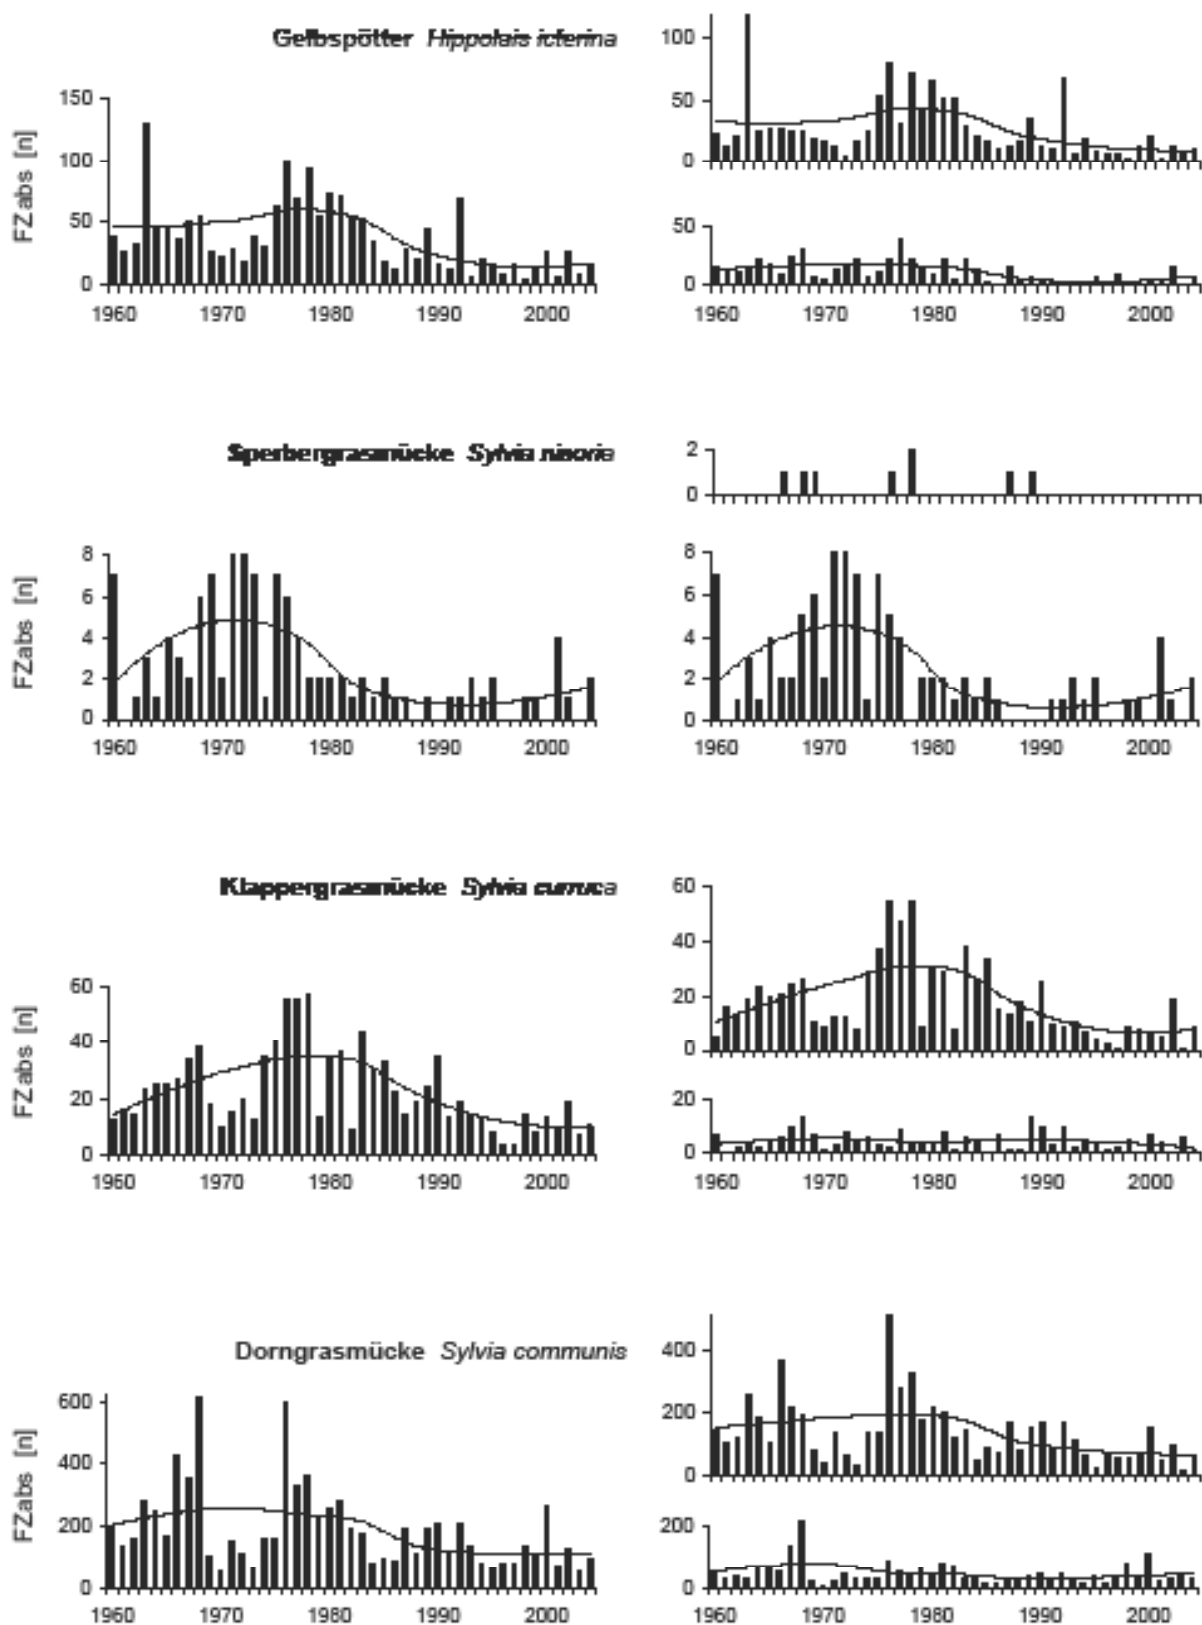 Gelbspötter Hippolais icterina
100
50
0
150
100
50
0
FZabs [n]
50
0
1960 1970 1980 1990 2000
1960 1970 1980 1990 2000
Sperbergrasmücke Sylvia nisoria
2
0
8
6
4
2
0
FZabs [n]
1960 1970 1980 1990 2000
8
6
4
2
0
1960 1970 1980 1990 2000
Klappergrasmücke Sylvia curruca
60
40
20
0
60
40
20
0
FZabs [n]
20
0
1960 1970 1980 1990 2000
1960 1970 1980 1990 2000
Dorngrasmücke Sylvia communis
400
200
0
600
400
200
0
FZabs [n]
200
0
1960 1970 1980 1990 2000
1960 1970 1980 1990 2000